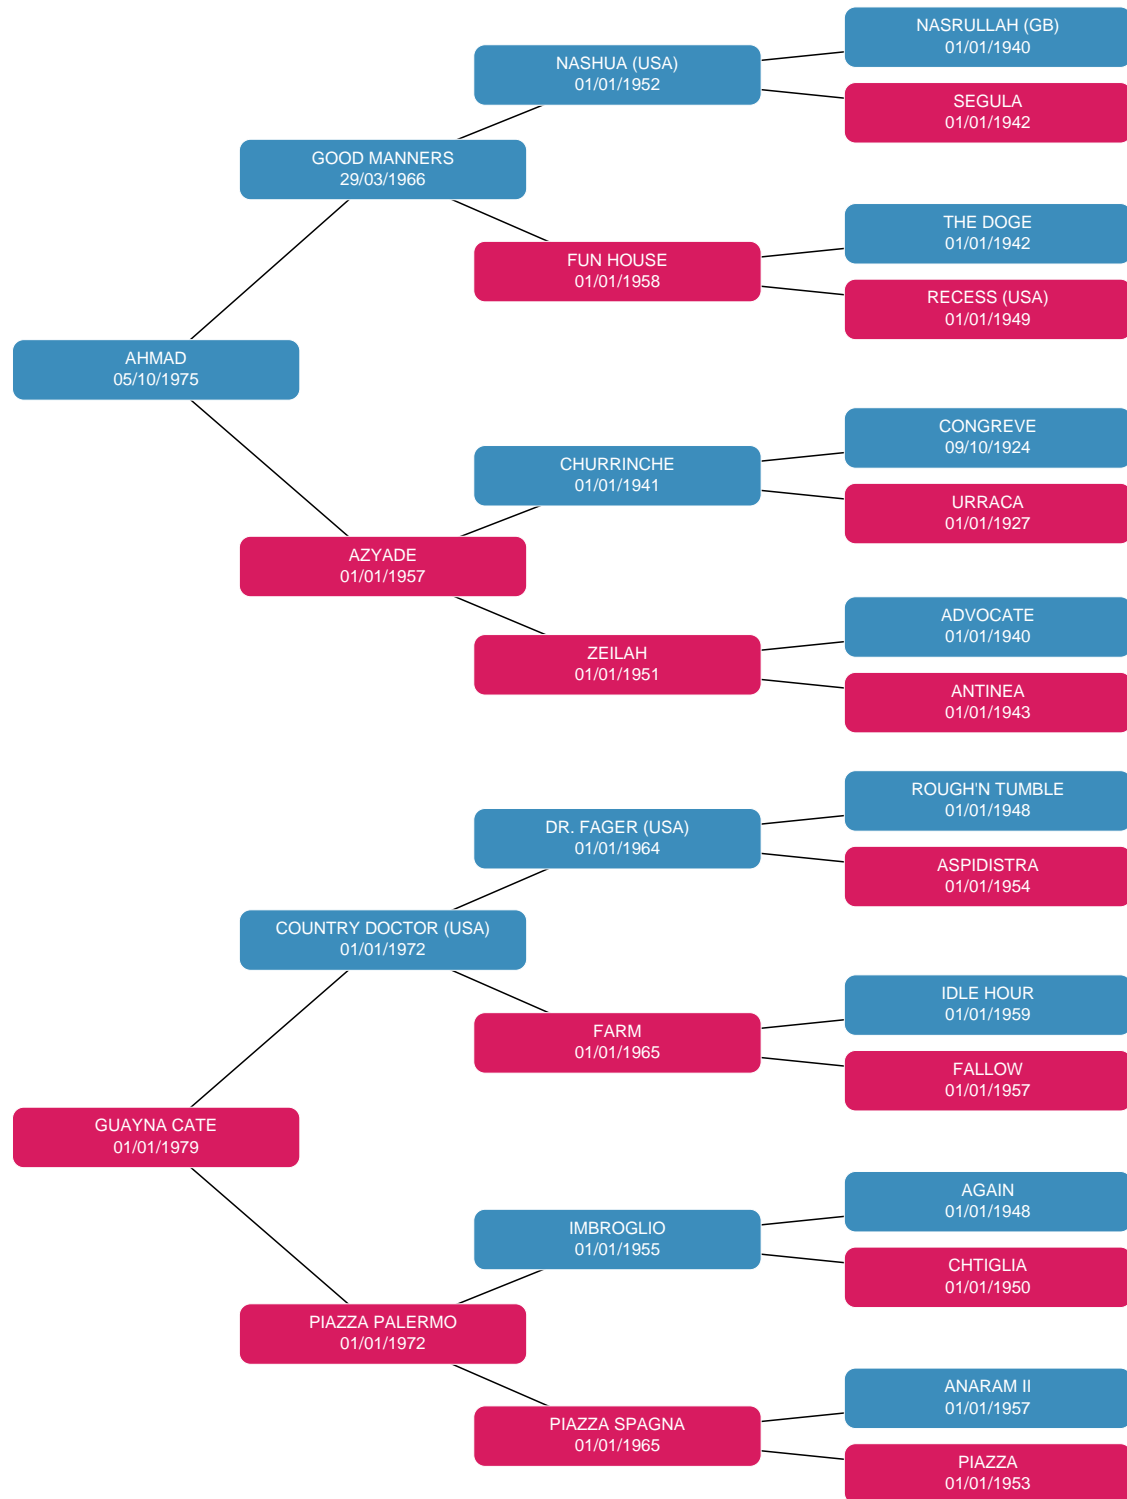 NASRULLAH (GB)
01/01/1940
NASHUA (USA)
01/01/1952
SEGULA
01/01/1942
GOOD MANNERS
29/03/1966
THE DOGE
01/01/1942
FUN HOUSE
01/01/1958
RECESS (USA)
01/01/1949
AHMAD
05/10/1975
CONGREVE
09/10/1924
CHURRINCHE
01/01/1941
URRACA
01/01/1927
AZYADE
01/01/1957
ADVOCATE
01/01/1940
ZEILAH
01/01/1951
ANTINEA
01/01/1943
ROUGH'N TUMBLE
01/01/1948
DR. FAGER (USA)
01/01/1964
ASPIDISTRA
01/01/1954
COUNTRY DOCTOR (USA)
01/01/1972
IDLE HOUR
01/01/1959
FARM
01/01/1965
FALLOW
01/01/1957
GUAYNA CATE
01/01/1979
AGAIN
01/01/1948
IMBROGLIO
01/01/1955
CHTIGLIA
01/01/1950
PIAZZA PALERMO
01/01/1972
ANARAM II
01/01/1957
PIAZZA SPAGNA
01/01/1965
PIAZZA
01/01/1953